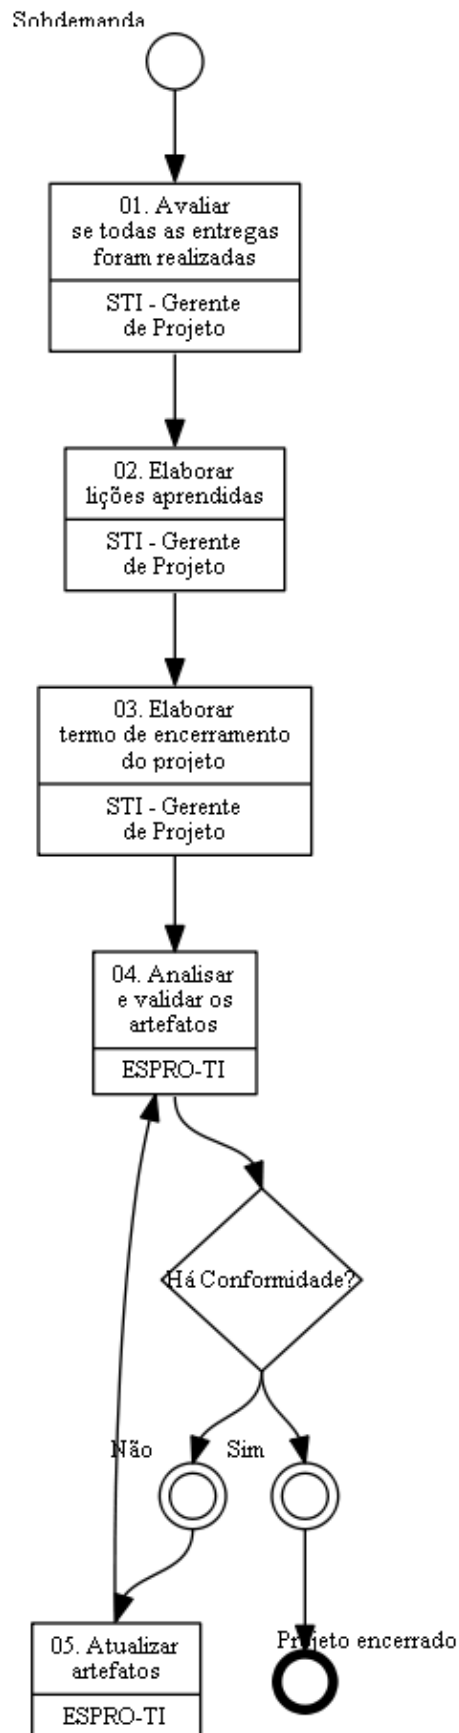 Sobdemanda
01. Avaliar
se todas as entregas
foram realizadas
STI - Gerente
de Projeto
02. Elaborar
lições aprendidas
STI - Gerente
de Projeto
03. Elaborar
termo de encerramento
do projeto
STI - Gerente
de Projeto
04. Analisar
e validar os
artefatos
ESPRO-TI
Há Conformidade?
Não
Sim
Projeto encerrado
05. Atualizar
artefatos
ESPRO-TI